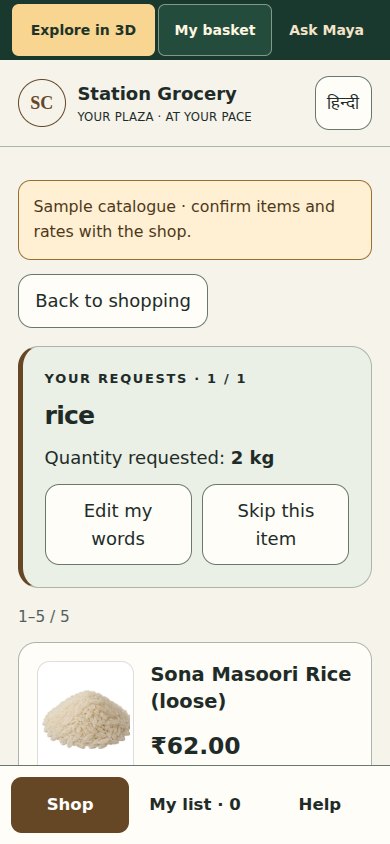 Explore in 3D My basket Ask Maya
SC
Station Grocery
YOUR PLAZA · AT YOUR PACE
हिन्दी
Sample catalogue · confirm items and
rates with the shop.
Back to shopping
YOUR REQUESTS · 1 / 1
rice
Quantity requested: 2 kg
Edit my
words
Skip this
item
1–5 / 5
Sona Masoori Rice
(loose)
₹62.00
Shop My list · 0 Help